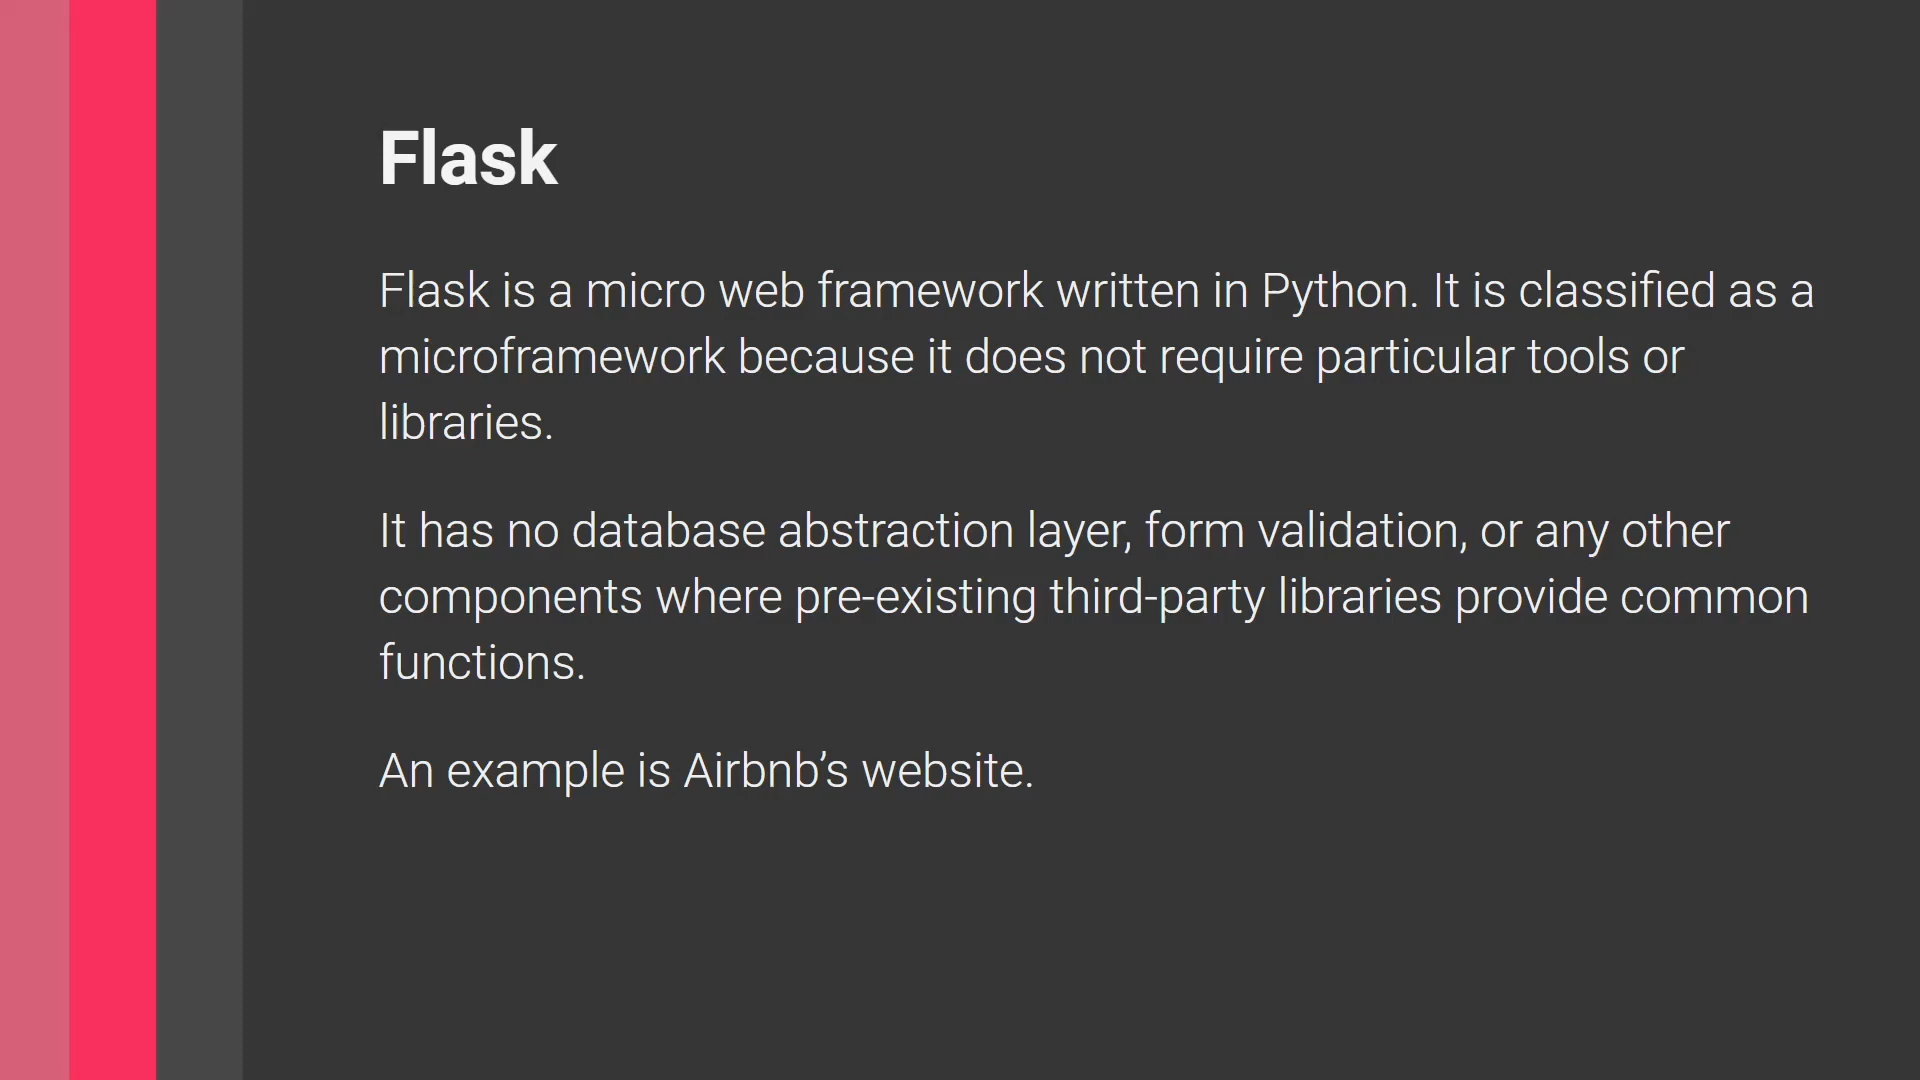 Flask
Flask is a micro web framework written in Python. It is classified as a
microframework because it does not require particular tools or
libraries.
It has no database abstraction layer, form validation, or any other
components where pre-existing third-party libraries provide common
functions.
An example is Airbnb’s website.